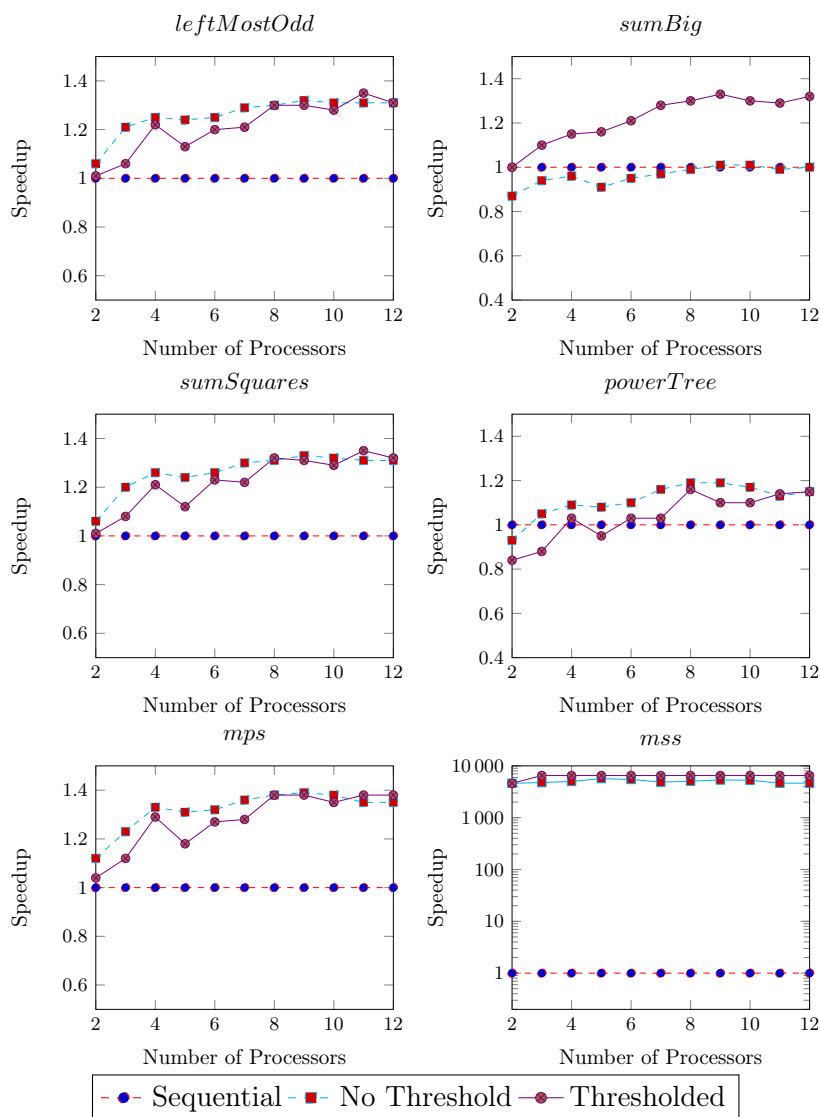 leftMostOdd
1.4
1.2
1
0.8
0.6
Speedup
2 4 6 8 10 12
Number of Processors
sumBig
1.4
1.2
1
0.8
0.6
0.4
Speedup
2 4 6 8 10 12
Number of Processors
sumSquares
1.4
1.2
1
0.8
0.6
Speedup
2 4 6 8 10 12
Number of Processors
powerTree
1.4
1.2
1
0.8
0.6
0.4
Speedup
2 4 6 8 10 12
Number of Processors
mps
1.4
1.2
1
0.8
0.6
Speedup
2 4 6 8 10 12
Number of Processors
mss
10 000
1 000
100
10
1
Speedup
2 4 6 8 10 12
Number of Processors
Sequential No Threshold Thresholded